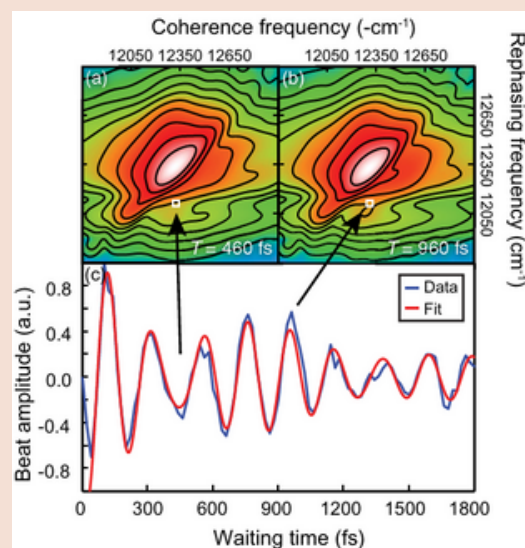 Coherence frequency (-cm⁻¹)
12050 12350 12650 12050 12350 12650
(a) (b)
T = 460 fs T = 960 fs
12650
12350
12050
Rephasing frequency (cm⁻¹)
(c)
Data
Fit
0.8
0.4
0.0
-0.4
-0.8
Beat amplitude (a.u.)
0 300 600 900 1200 1500 1800
Waiting time (fs)